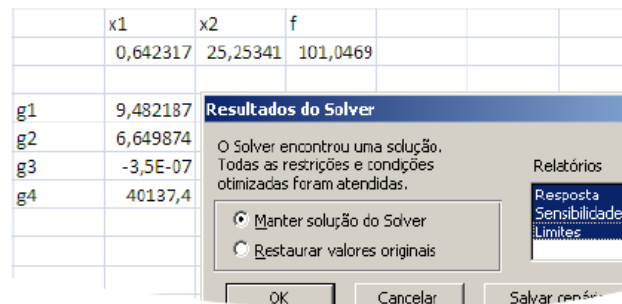 x1 x2 f
0,642317 25,25341 101,0469
g1 9,482187
g2 6,649874
g3 -3,5E-07
g4 40137,4
Resultados do Solver
O Solver encontrou uma solução.
Todas as restrições e condições
otimizadas foram atendidas.
Relatórios
Resposta
Sensibilidade
Limites
Manter solução do Solver
Restaurar valores originais
OK Cancelar Salvar